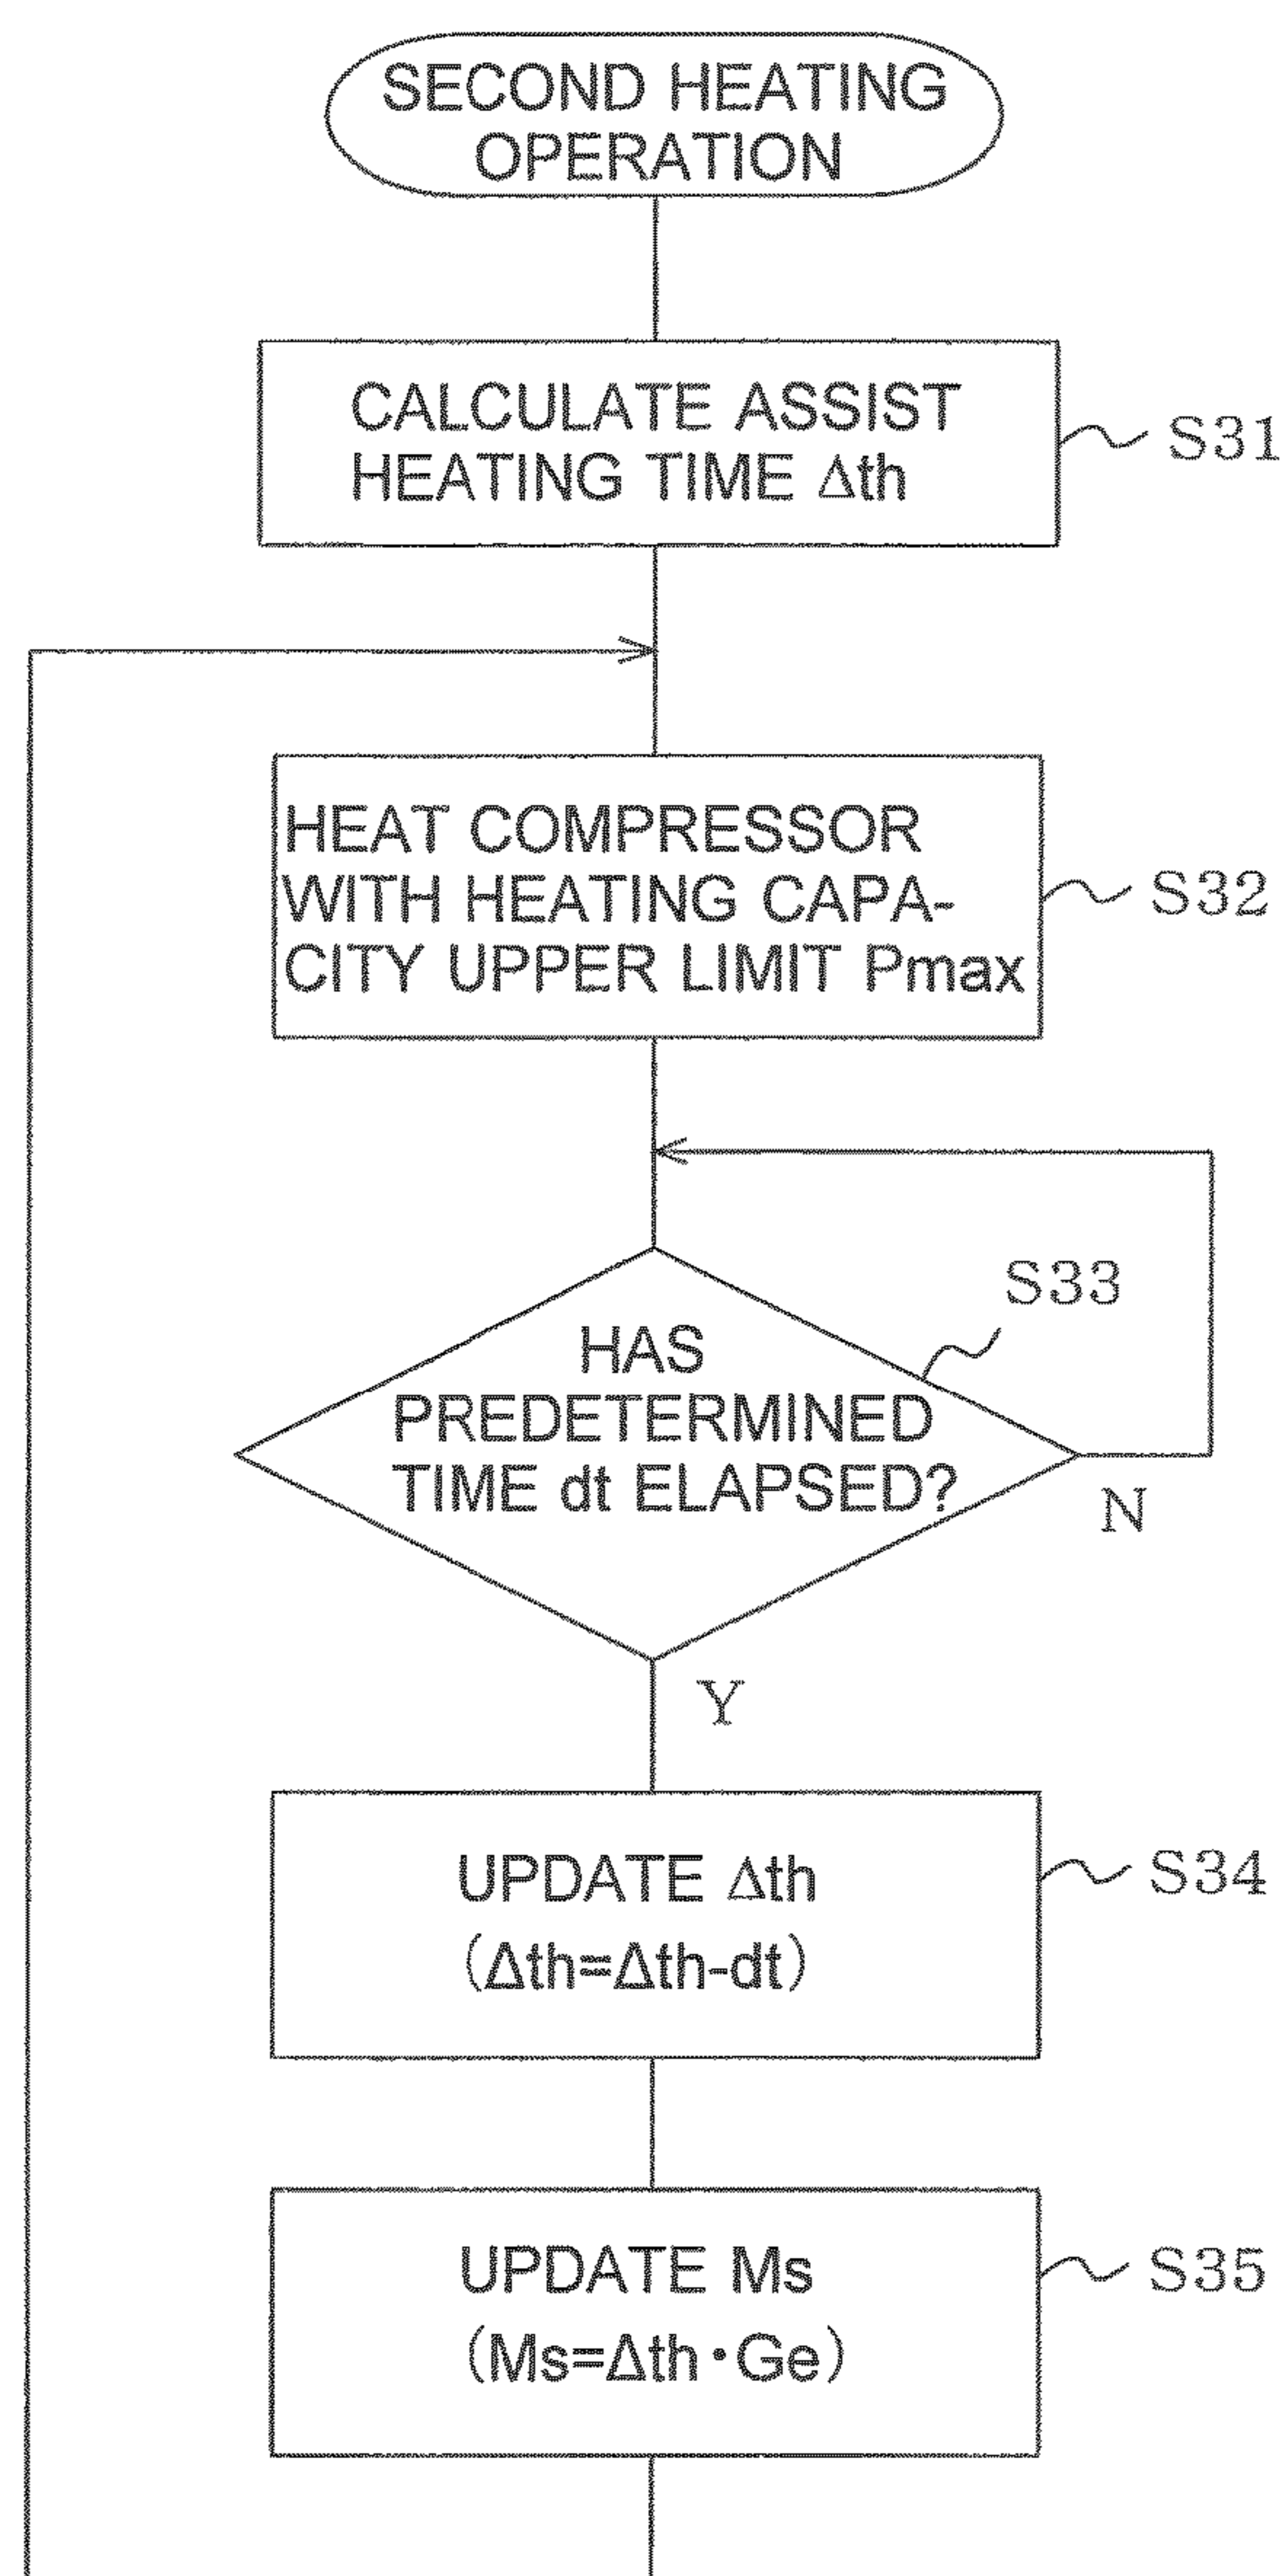 SECOND HEATING
OPERATION
CALCULATE ASSIST
HEATING TIME Δth
S31
HEAT COMPRESSOR
WITH HEATING CAPA-
CITY UPPER LIMIT Pmax
S32
S33
HAS
PREDETERMINED
TIME dt ELAPSED?
N
Y
UPDATE Δth
(Δth=Δth-dt)
S34
UPDATE Ms
(Ms=Δth・Ge)
S35